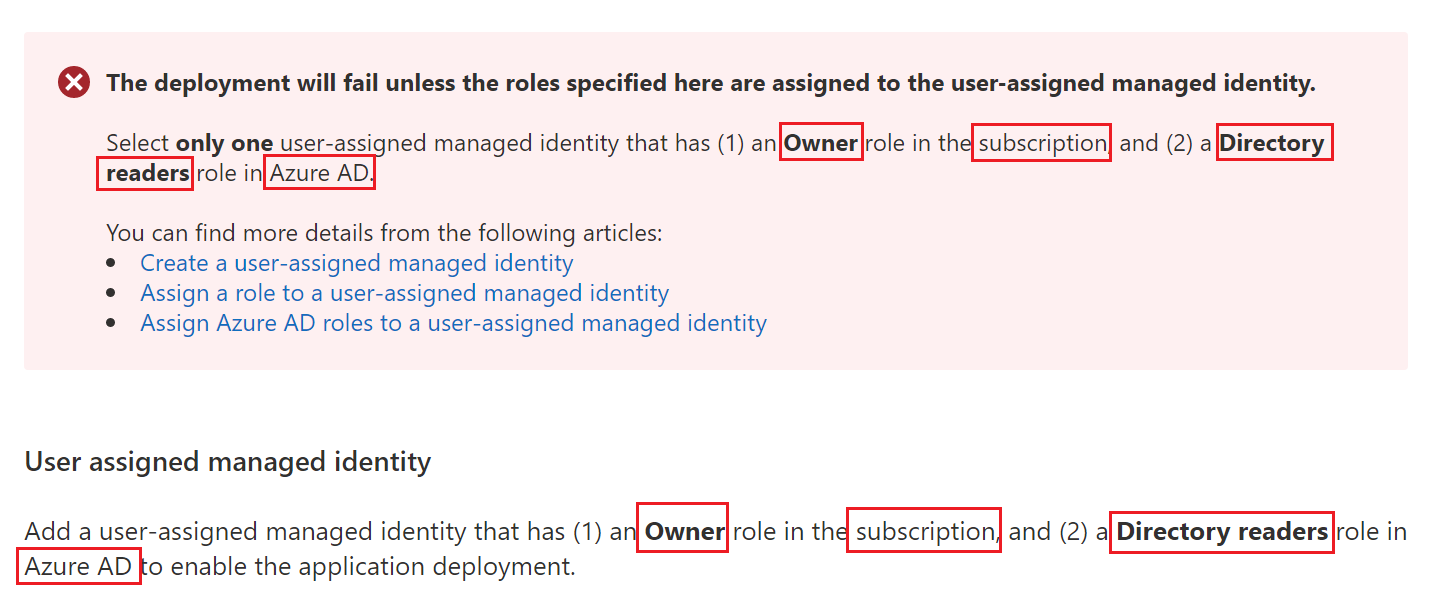 The deployment will fail unless the roles specified here are assigned to the user-assigned managed identity.
Select only one user-assigned managed identity that has (1) an Owner role in the subscription, and (2) a Directory
readers role in Azure AD.
You can find more details from the following articles:
• Create a user-assigned managed identity
• Assign a role to a user-assigned managed identity
• Assign Azure AD roles to a user-assigned managed identity
User assigned managed identity
Add a user-assigned managed identity that has (1) an Owner role in the subscription, and (2) a Directory readers role in
Azure AD to enable the application deployment.